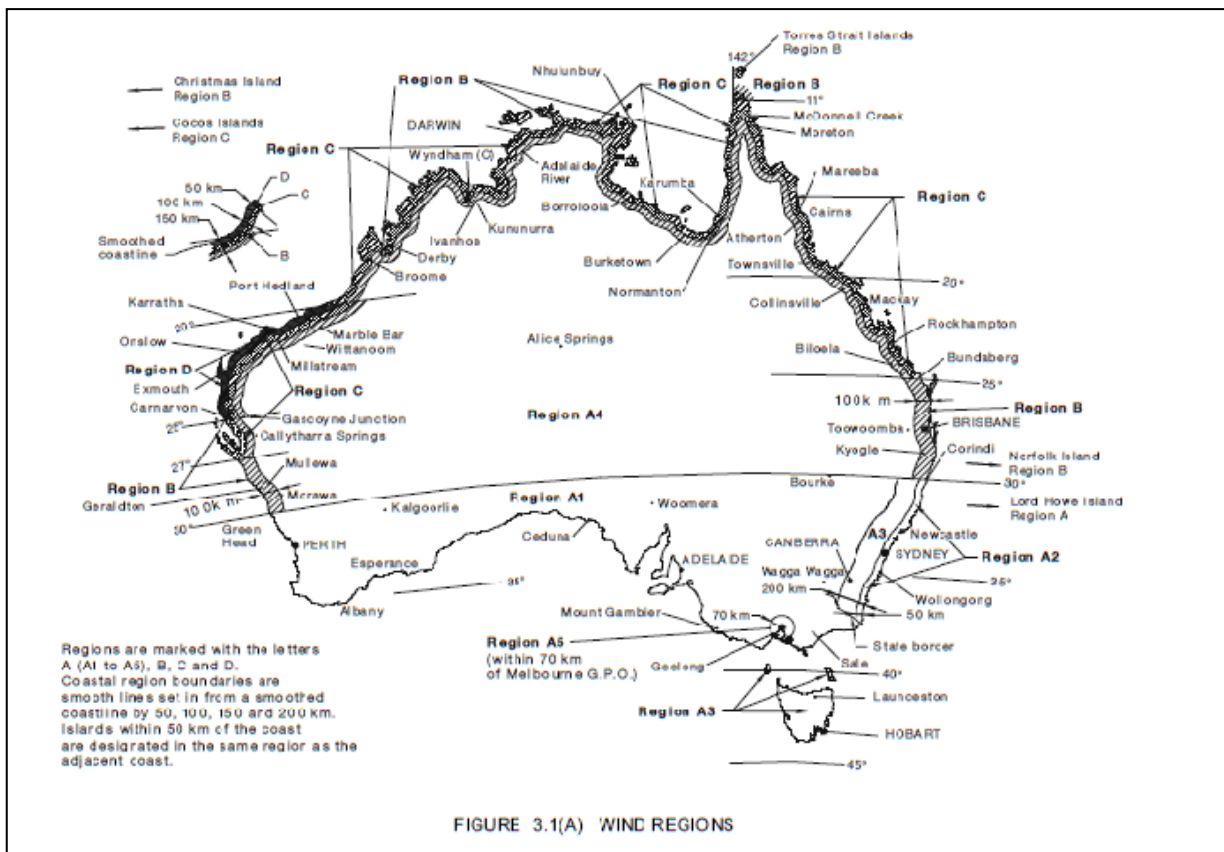 Torres Strait Islands
Region B
142°
Nhulunbuy
Christmas Island
Region B
Region B
Region C
Region B
11°
McDonnell Creek
Moreton
Cocos Islands
Region C
DARWIN
Region C
Wyndham (C)
Adelaide
River
Mareeba
D
50 km
C
100 km
150 km
Karumba
Borroloola
Cairns
Region C
Smoothed
coastline
B
Ivanhoe
Kununurra
Atherton
Derby
Burketown
Townsville
Broome
Port Hedland
Normanton
20°
Karratha
Collinsville
Mackay
20°
Onslow
Marble Bar
Wittanoom
Alice Springs
Rockhampton
Millstream
Biloela
Bundaberg
Region D
Exmouth
Region C
25°
Carnarvon
100k m
Region B
25°
Gascoyne Junction
Region A4
BRISBANE
Callytharra Springs
Toowoomba
27°
Kyogle
Corindi
Mullewa
Norfolk Island
Region B
Region B
Bourke
30°
Geraldton
100k m
Morawa
Region A1
Woomera
Lord Howe Island
Region A
30°
Kalgoorlie
Green
Head
Ceduna
A3
Newcastle
PERTH
CANBERRA
SYDNEY
Region A2
Esperance
ADELAIDE
Wagga Wagga
35°
35°
200 km
Wollongong
Albany
Mount Gambier
70 km
50 km
Region A5
(within 70 km
of Melbourne G.P.O.)
State borcer
Geelong
Sale
40°
Regions are marked with the letters
A (A1 to A5), B, C and D.
Coastal region boundaries are
smooth lines set in from a smoothed
coastline by 50, 100, 150 and 200 km.
Islands within 50 km of the coast
are designated in the same region as the
adjacent coast.
Launceston
Region A3
HOBART
45°
FIGURE 3.1(A) WIND REGIONS